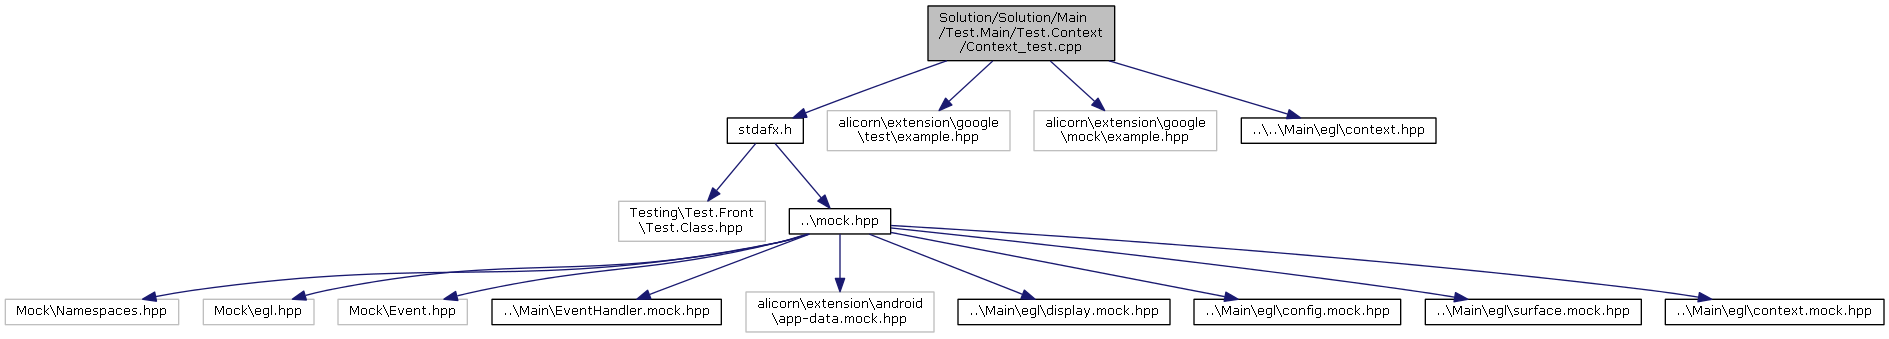 Solution/Solution/Main
/Test.Main/Test.Context
/Context_test.cpp
stdafx.h
alicorn\extension\google
\test\example.hpp
alicorn\extension\google
\mock\example.hpp
..\..\Main\egl\context.hpp
Testing\Test.Front
\Test.Class.hpp
..\mock.hpp
Mock\Namespaces.hpp
Mock\egl.hpp
Mock\Event.hpp
..\Main\EventHandler.mock.hpp
alicorn\extension\android
\app-data.mock.hpp
..\Main\egl\display.mock.hpp
..\Main\egl\config.mock.hpp
..\Main\egl\surface.mock.hpp
..\Main\egl\context.mock.hpp